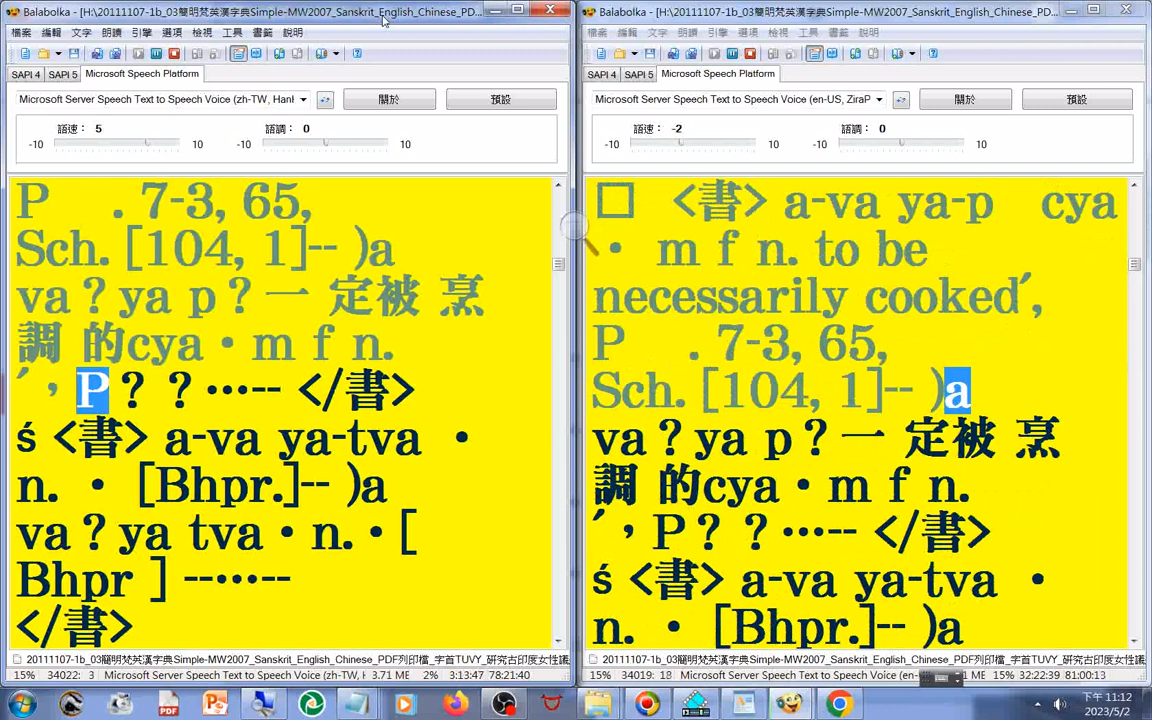 Balabolka - [H:\20111107-1b_03簡明梵英漢字典Simple-MW2007_Sanskrit_English_Chinese_PD...
檔案 編輯 文字 朗讀 引擎 選項 檢視 工具 書籤 說明
SAPI 4 SAPI 5 Microsoft Speech Platform
Microsoft Server Speech Text to Speech Voice (zh-TW, HanH
關於 預設
語速： 5 語調： 0
-10 10 -10 10
P . 7-3, 65,
Sch. [104, 1]-- )a
va？ya p？一 定被 烹
調 的cya‧m f n.
ˊ，P？？…-- </書>
ś <書> a-va ya-tva ‧
n. ‧ [Bhpr.]-- )a
va？ya tva‧n.‧[
Bhpr ] --…--
</書>
20111107-1b_03簡明梵英漢字典Simple-MW2007_Sanskrit_English_Chinese_PDF列印檔_字首TUVY_研究古印度女性議
15% 34022: 3 Microsoft Server Speech Text to Speech Voice (zh-TW, H 3.71 ME 2% 3:13:47 78:21:40
Balabolka - [H:\20111107-1b_03簡明梵英漢字典Simple-MW2007_Sanskrit_English_Chinese_PD...
檔案 編輯 文字 朗讀 引擎 選項 檢視 工具 書籤 說明
SAPI 4 SAPI 5 Microsoft Speech Platform
Microsoft Server Speech Text to Speech Voice (en-US, ZiraP
關於 預設
語速： -2 語調： 0
-10 10 -10 10
□ <書> a-va ya-p cya
‧ m f n. to be
necessarily cookedˊ,
P . 7-3, 65,
Sch. [104, 1]-- )a
va？ya p？一 定被 烹
調 的cya‧m f n.
ˊ，P？？…-- </書>
ś <書> a-va ya-tva ‧
n. ‧ [Bhpr.]-- )a
20111107-1b_03簡明梵英漢字典Simple-MW2007_Sanskrit_English_Chinese_PDF列印檔_字首TUVY_研究古印度女性議
15% 34019: 18 Microsoft Server Speech Text to Speech Voice 15% 32:22:39 81:00:13
下午 11:12
2023/5/2